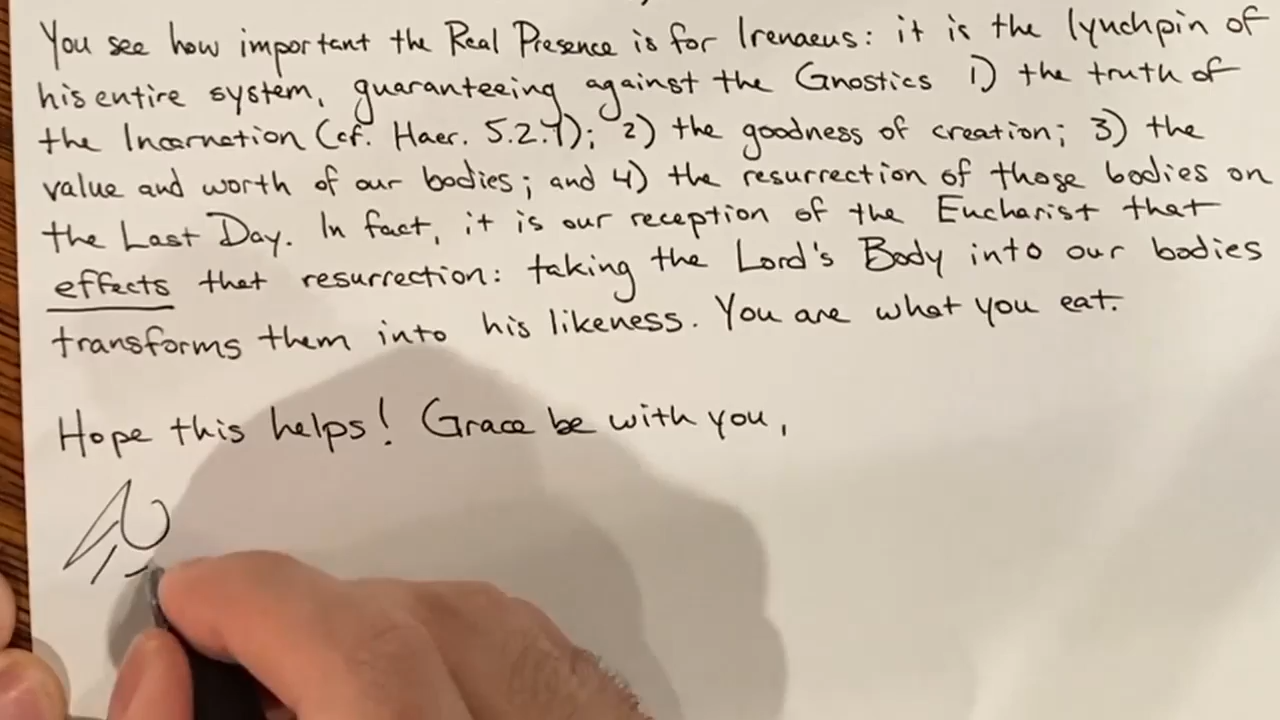 You see how important the Real Presence is for Irenaeus: it is the lynchpin of
his entire system, guaranteeing against the Gnostics 1) the truth of
the Incarnation (cf. Haer. 5.2.4); 2) the goodness of creation; 3) the
value and worth of our bodies; and 4) the resurrection of those bodies on
the Last Day. In fact, it is our reception of the Eucharist that
effects that resurrection: taking the Lord's Body into our bodies
transforms them into his likeness. You are what you eat.
Hope this helps! Grace be with you,